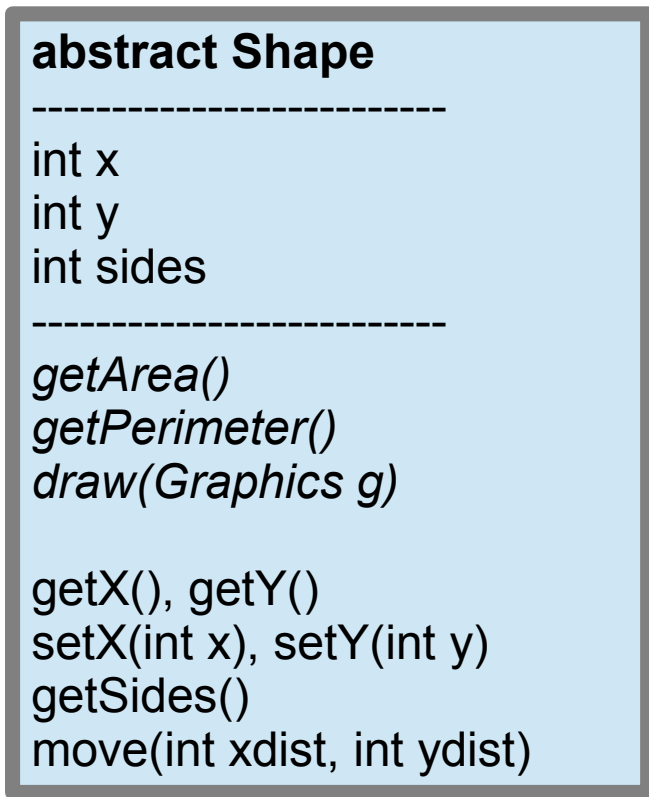 abstract Shape
--------------------------
int x
int y
int sides
--------------------------
getArea()
getPerimeter()
draw(Graphics g)
getX(), getY()
setX(int x), setY(int y)
getSides()
move(int xdist, int ydist)